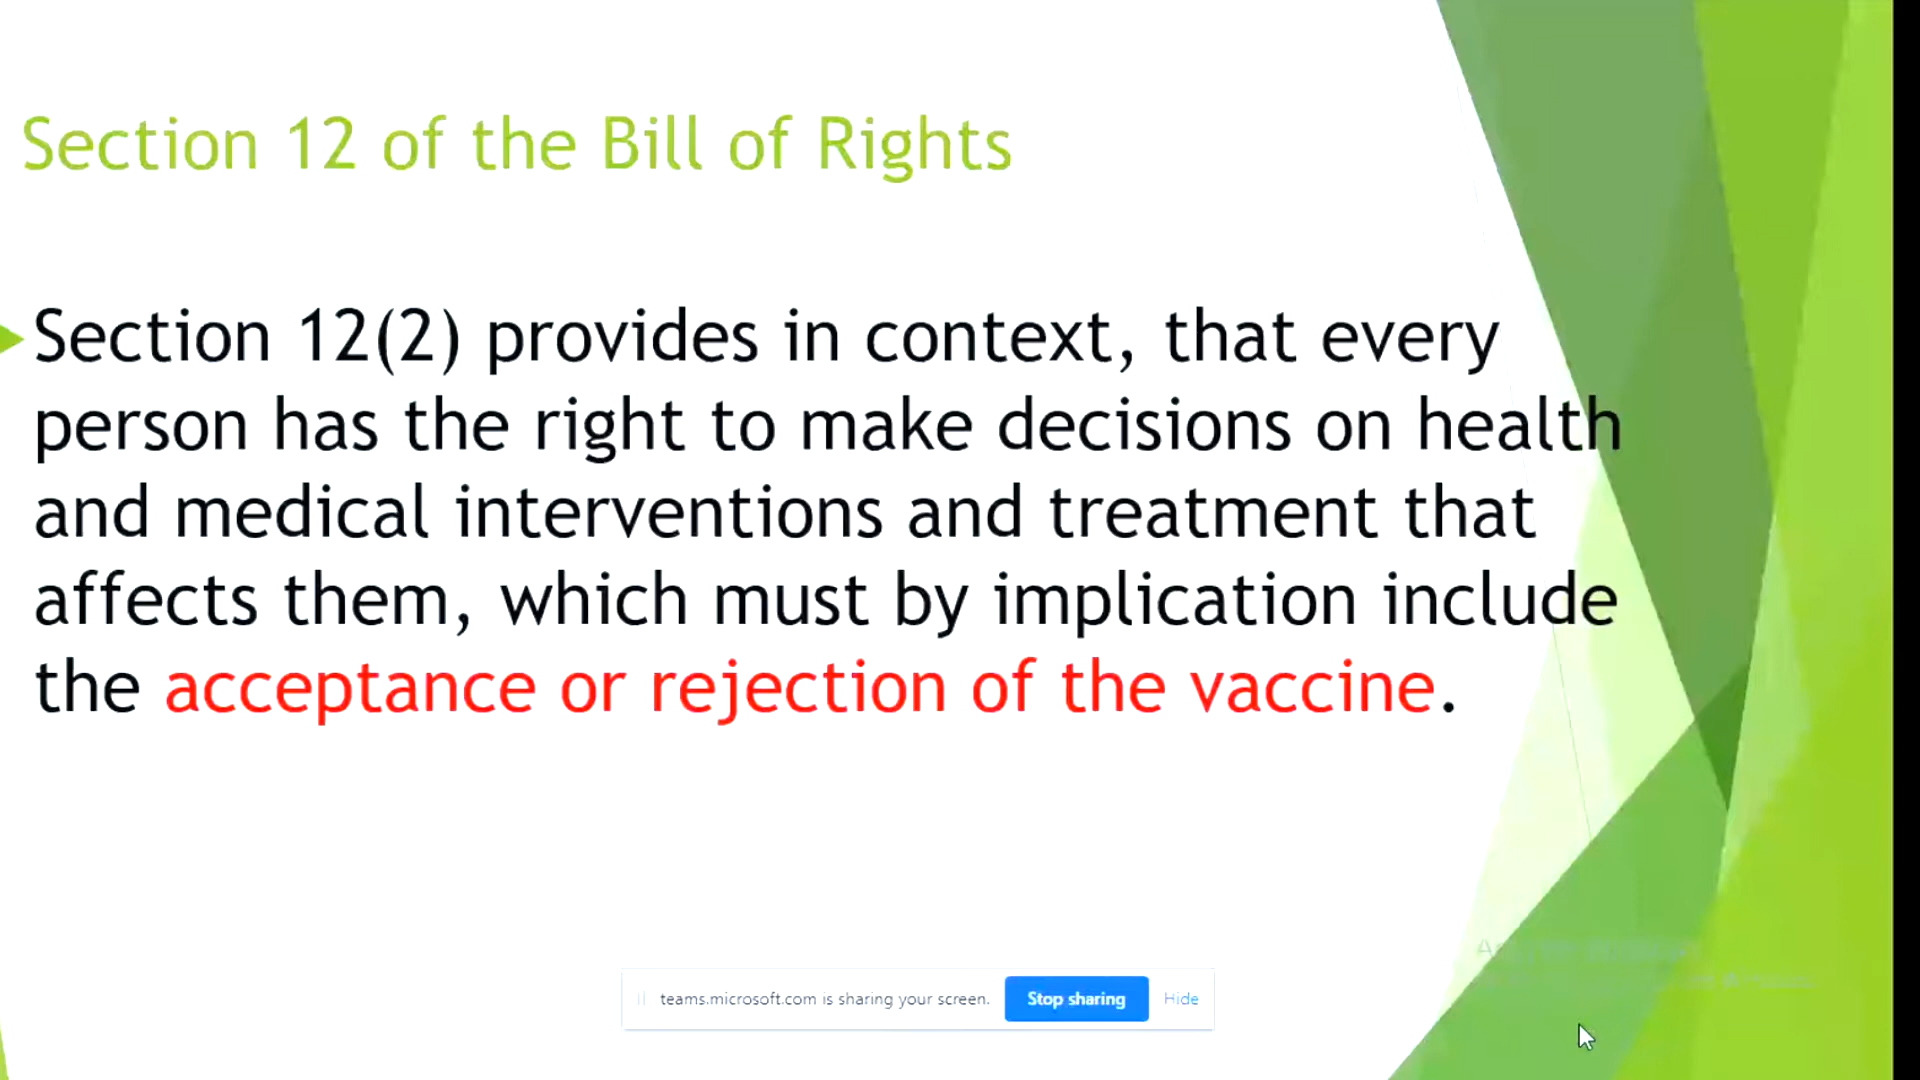 Section 12 of the Bill of Rights
Section 12(2) provides in context, that every
person has the right to make decisions on health
and medical interventions and treatment that
affects them, which must by implication include
the acceptance or rejection of the vaccine.
teams.microsoft.com is sharing your screen.
Stop sharing
Hide